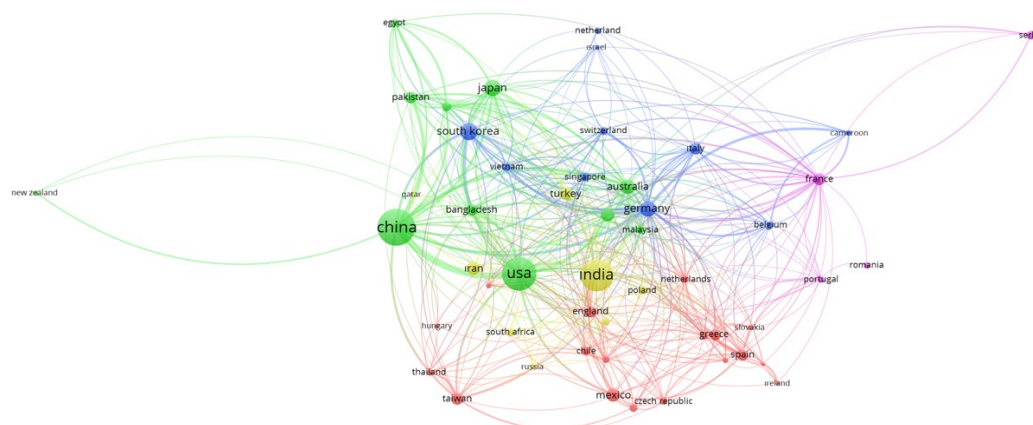 egypt
netherland
israel
seri
japan
pakistan
south korea
switzerland
cameroon
italy
vietnam
singapore
france
new zealand
qatar
turkey
australia
bangladesh
germany
china
malaysia
belgium
iran
usa
india
romania
netherlands
portugal
poland
england
hungary
south africa
slovakia
greece
chile
spain
russia
thailand
ireland
taiwan
mexico
czech republic